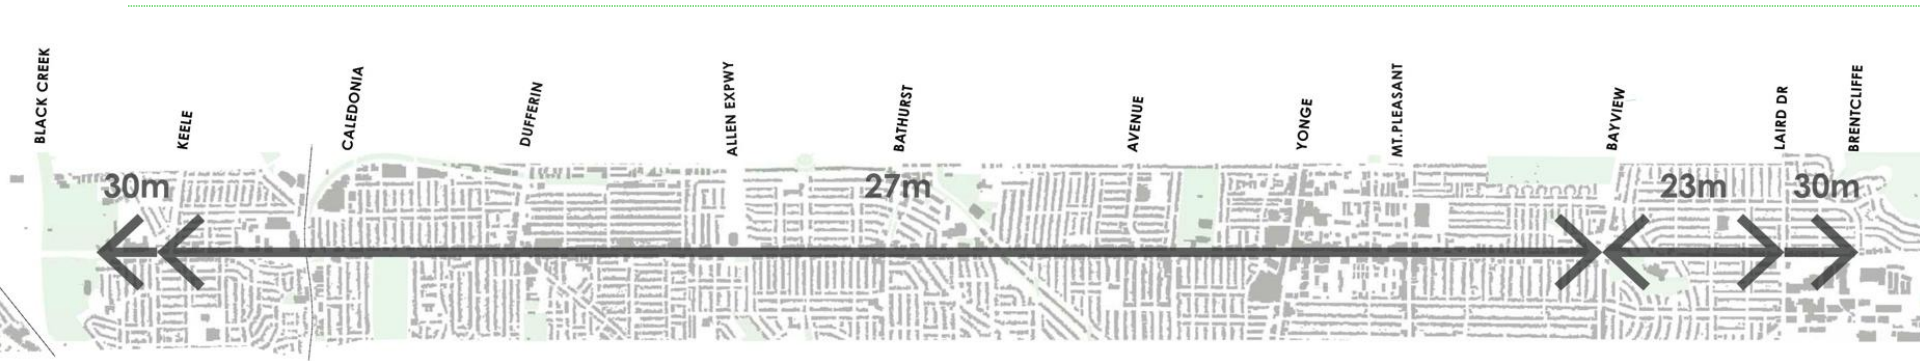 BLACK CREEK
KEELE
CALEDONIA
DUFFERIN
ALLEN EXPWY
BATHURST
AVENUE
YONGE
MT.PLEASANT
BAYVIEW
LAIRD DR
BRENTCLIFFE
30m
27m
23m
30m